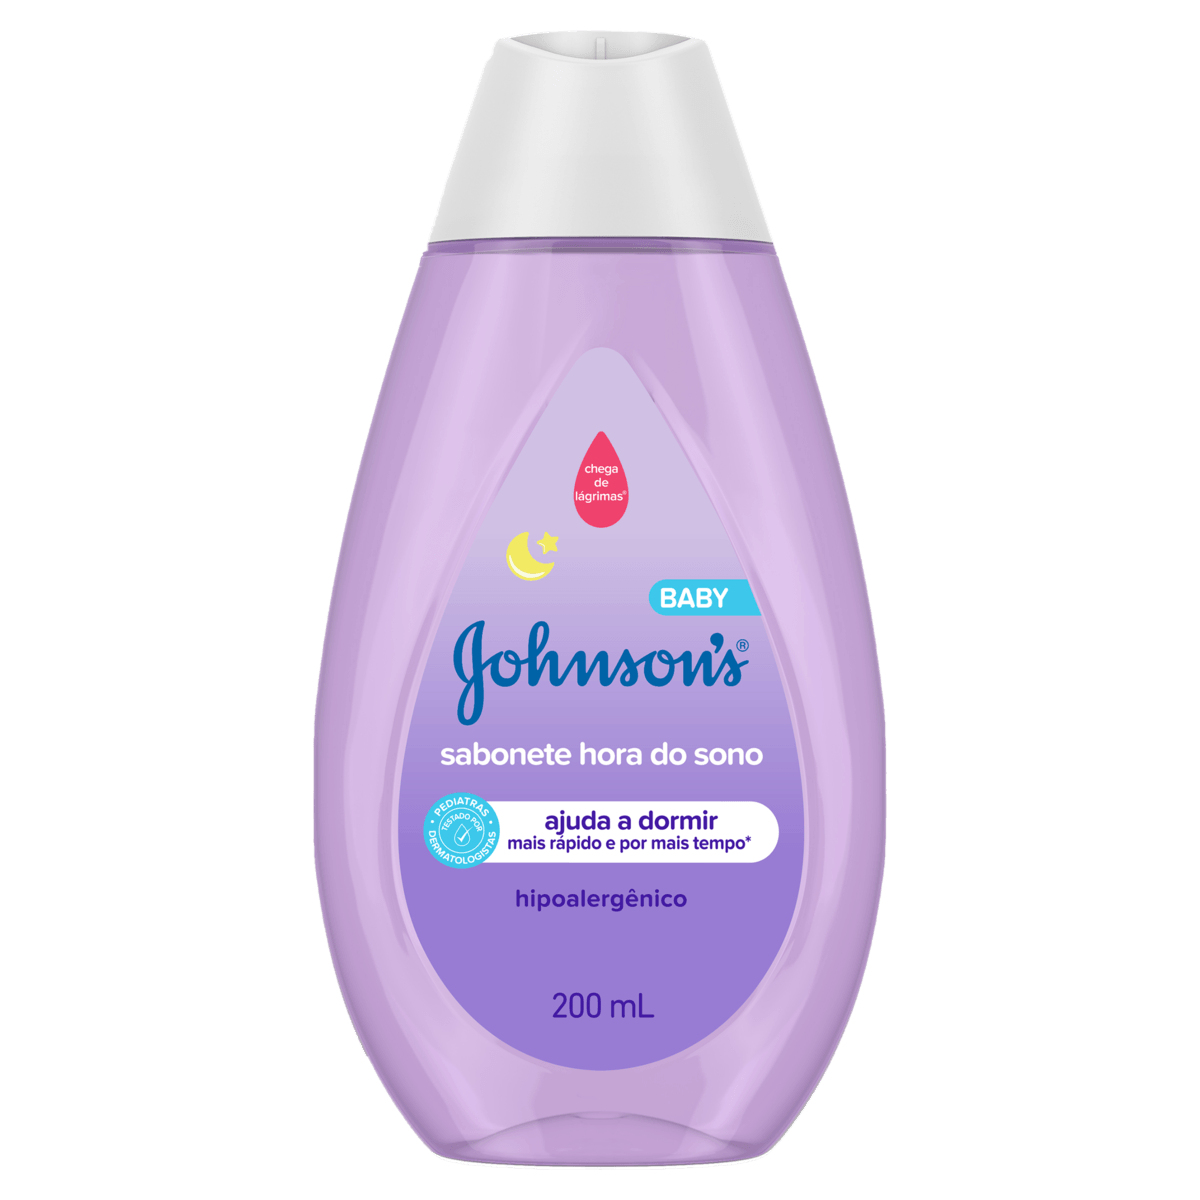 chega
de
lágrimas®
BABY
Johnson's®
sabonete hora do sono
PEDIATRAS
TESTADO POR
DERMATOLOGISTAS
ajuda a dormir
mais rápido e por mais tempo*
hipoalergênico
200 mL